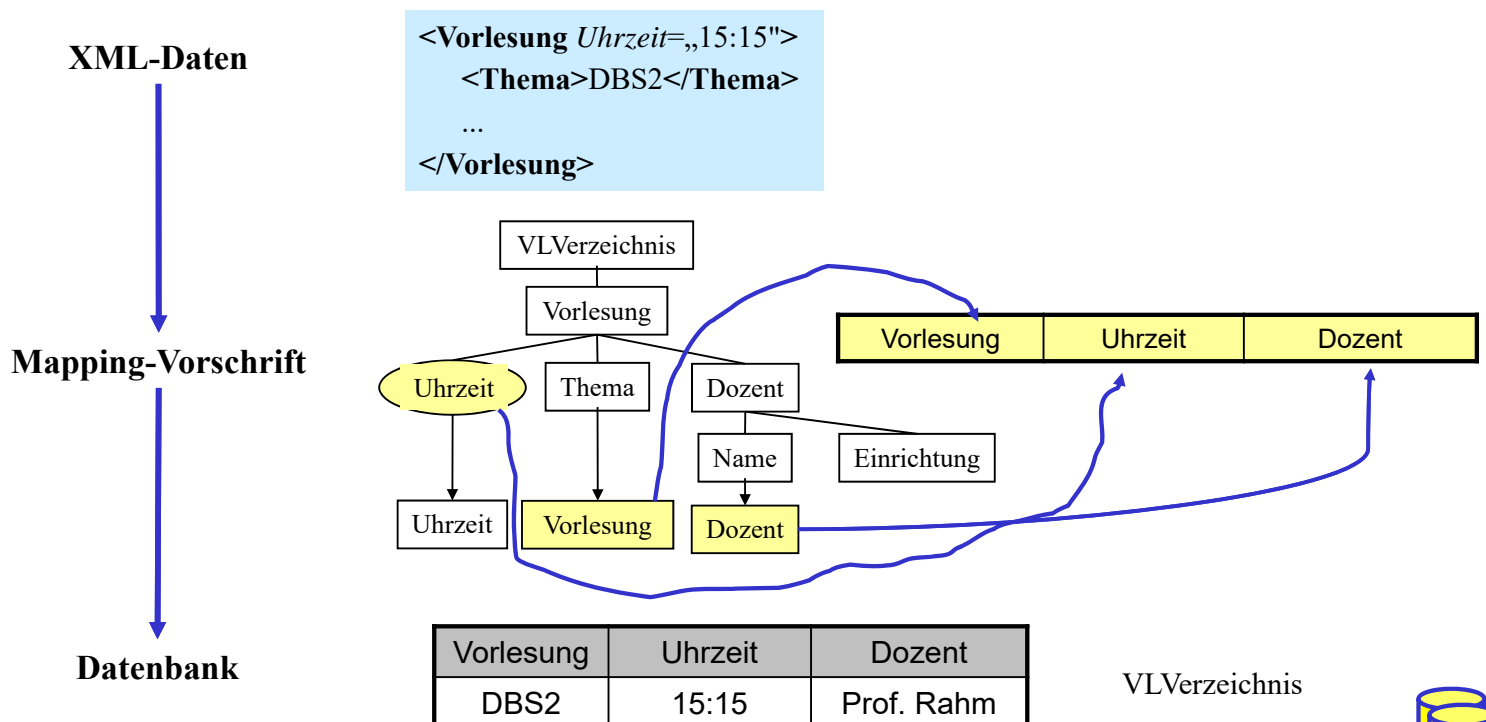 XML-Daten
<Vorlesung Uhrzeit=„15:15">
<Thema>DBS2</Thema>
...
</Vorlesung>
VLVerzeichnis
Vorlesung
Vorlesung Uhrzeit Dozent
Mapping-Vorschrift
Uhrzeit Thema Dozent
Name Einrichtung
Uhrzeit Vorlesung Dozent
Datenbank
Vorlesung Uhrzeit Dozent
DBS2 15:15 Prof. Rahm
VLVerzeichnis